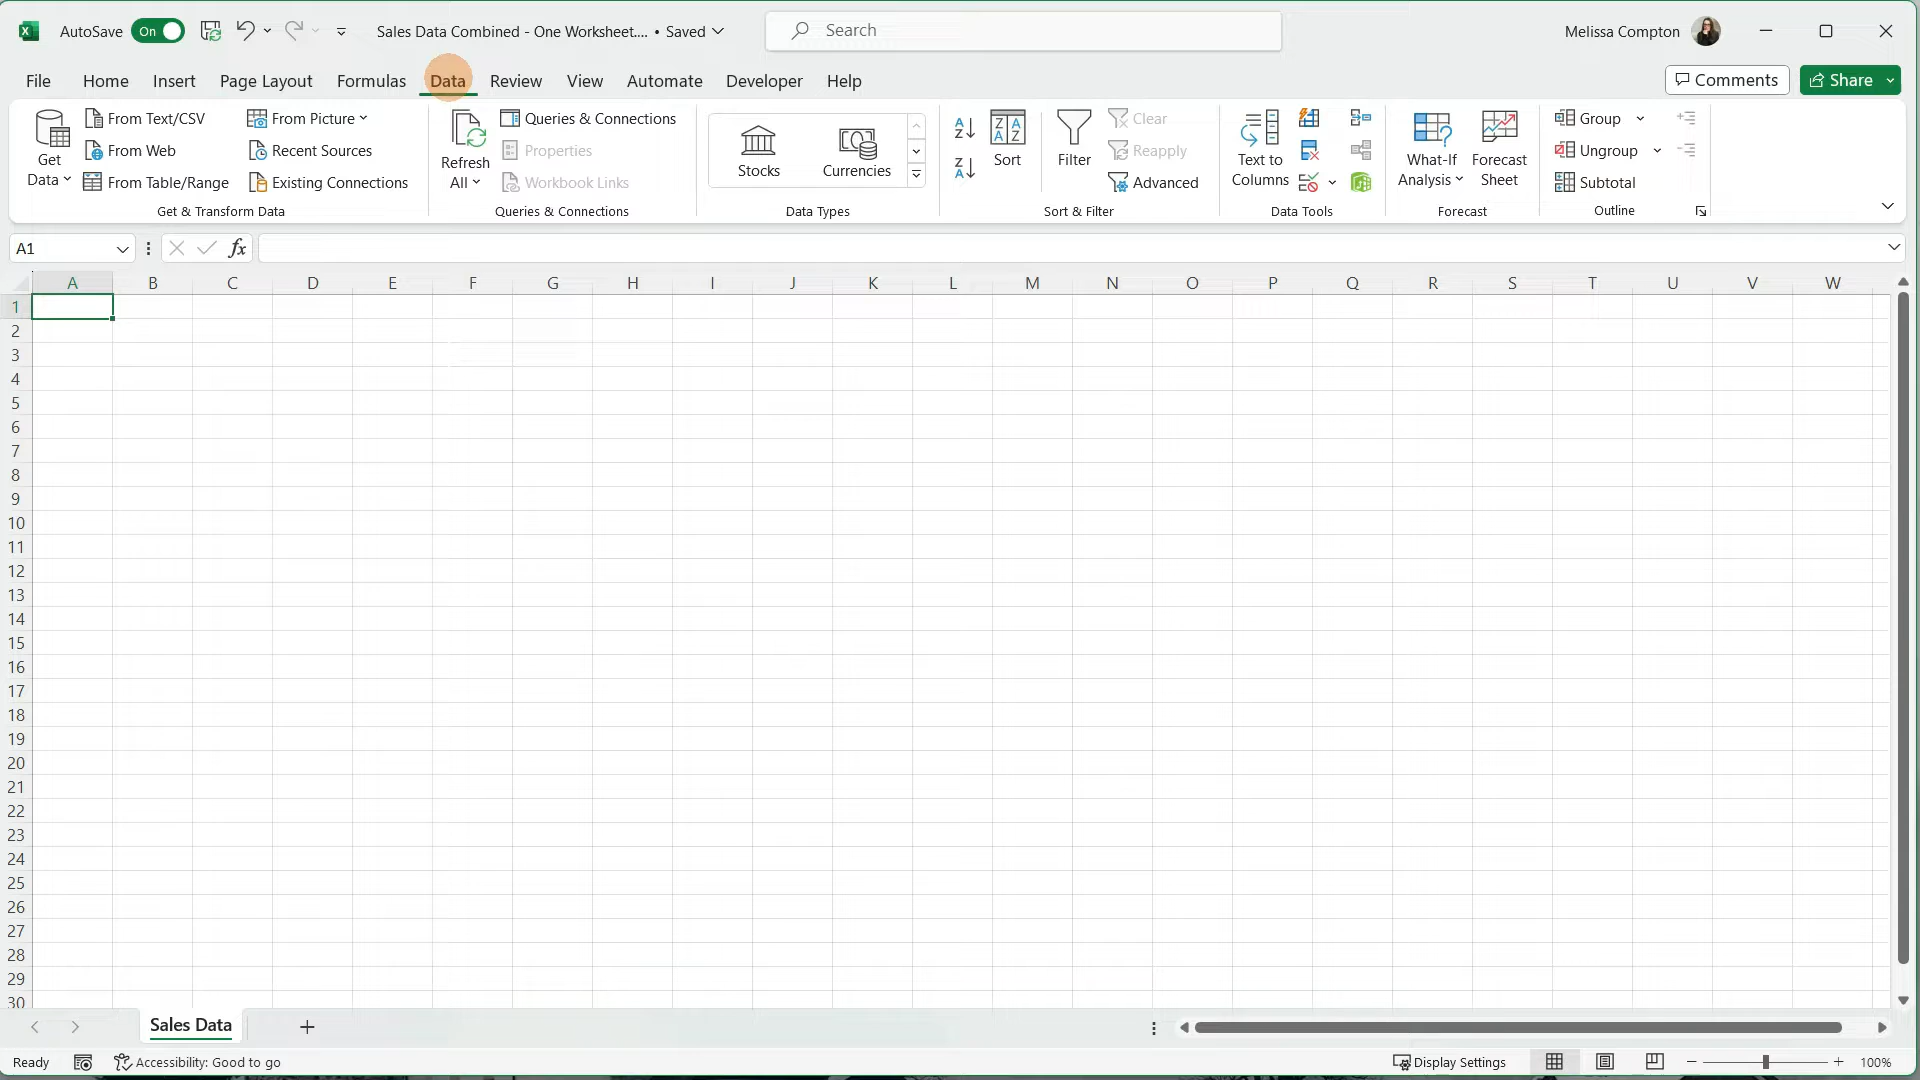 AutoSave On Sales Data Combined - One Worksheet.... • Saved Search Melissa Compton
File Home Insert Page Layout Formulas Data Review View Automate Developer Help Comments Share
Get Data
From Text/CSV
From Web
From Table/Range
From Picture
Recent Sources
Existing Connections
Get & Transform Data
Refresh All
Queries & Connections
Properties
Workbook Links
Queries & Connections
Stocks Currencies
Data Types
Sort
Filter
Clear
Reapply
Advanced
Sort & Filter
Text to Columns
Data Tools
What-If Analysis
Forecast Sheet
Forecast
Group
Ungroup
Subtotal
Outline
A1 fx
A B C D E F G H I J K L M N O P Q R S T U V W
1
2
3
4
5
6
7
8
9
10
11
12
13
14
15
16
17
18
19
20
21
22
23
24
25
26
27
28
29
30
Sales Data
Ready Accessibility: Good to go Display Settings 100%